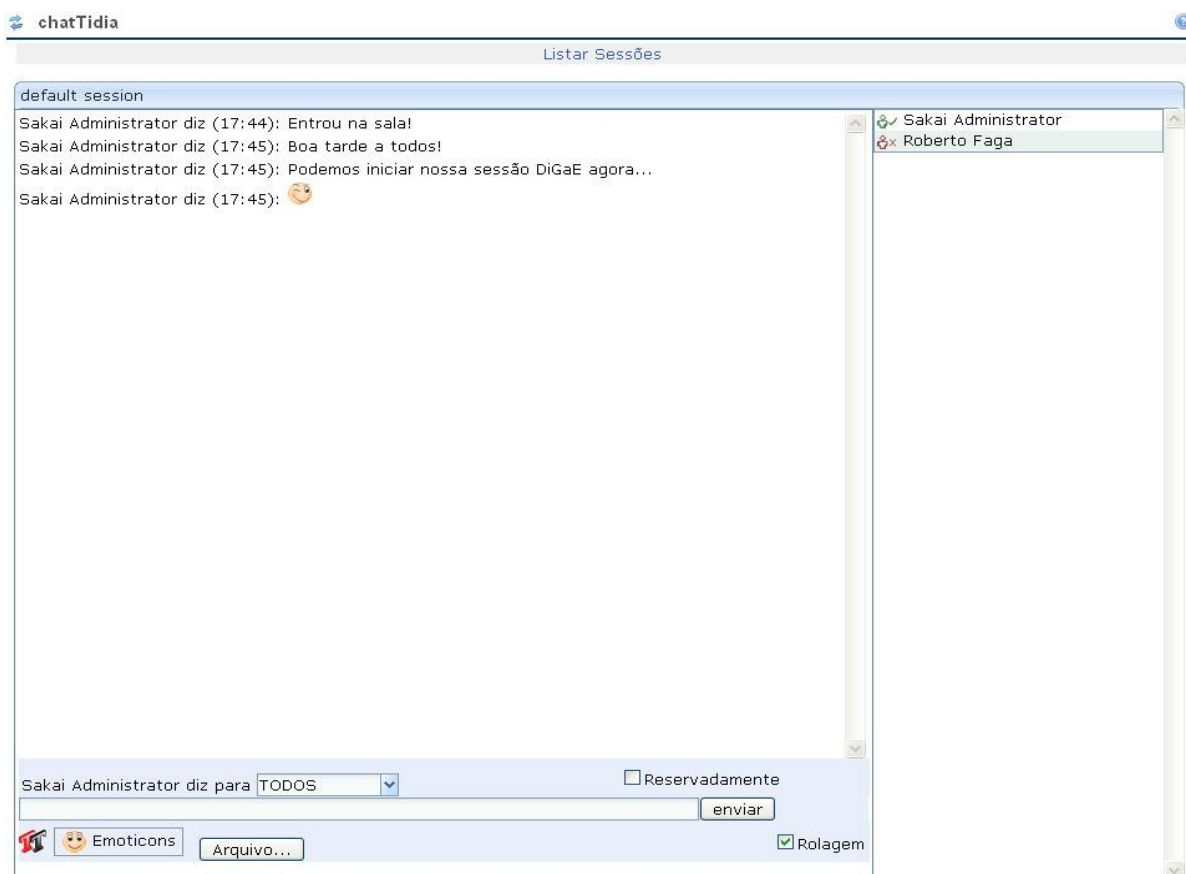 chatTidia
Listar Sessões
default session
Sakai Administrator diz (17:44): Entrou na sala!
Sakai Administrator diz (17:45): Boa tarde a todos!
Sakai Administrator diz (17:45): Podemos iniciar nossa sessão DiGaE agora...
Sakai Administrator diz (17:45):
Sakai Administrator
Roberto Faga
Sakai Administrator diz para TODOS
Reservadamente
enviar
TT Emoticons
Arquivo...
Rolagem